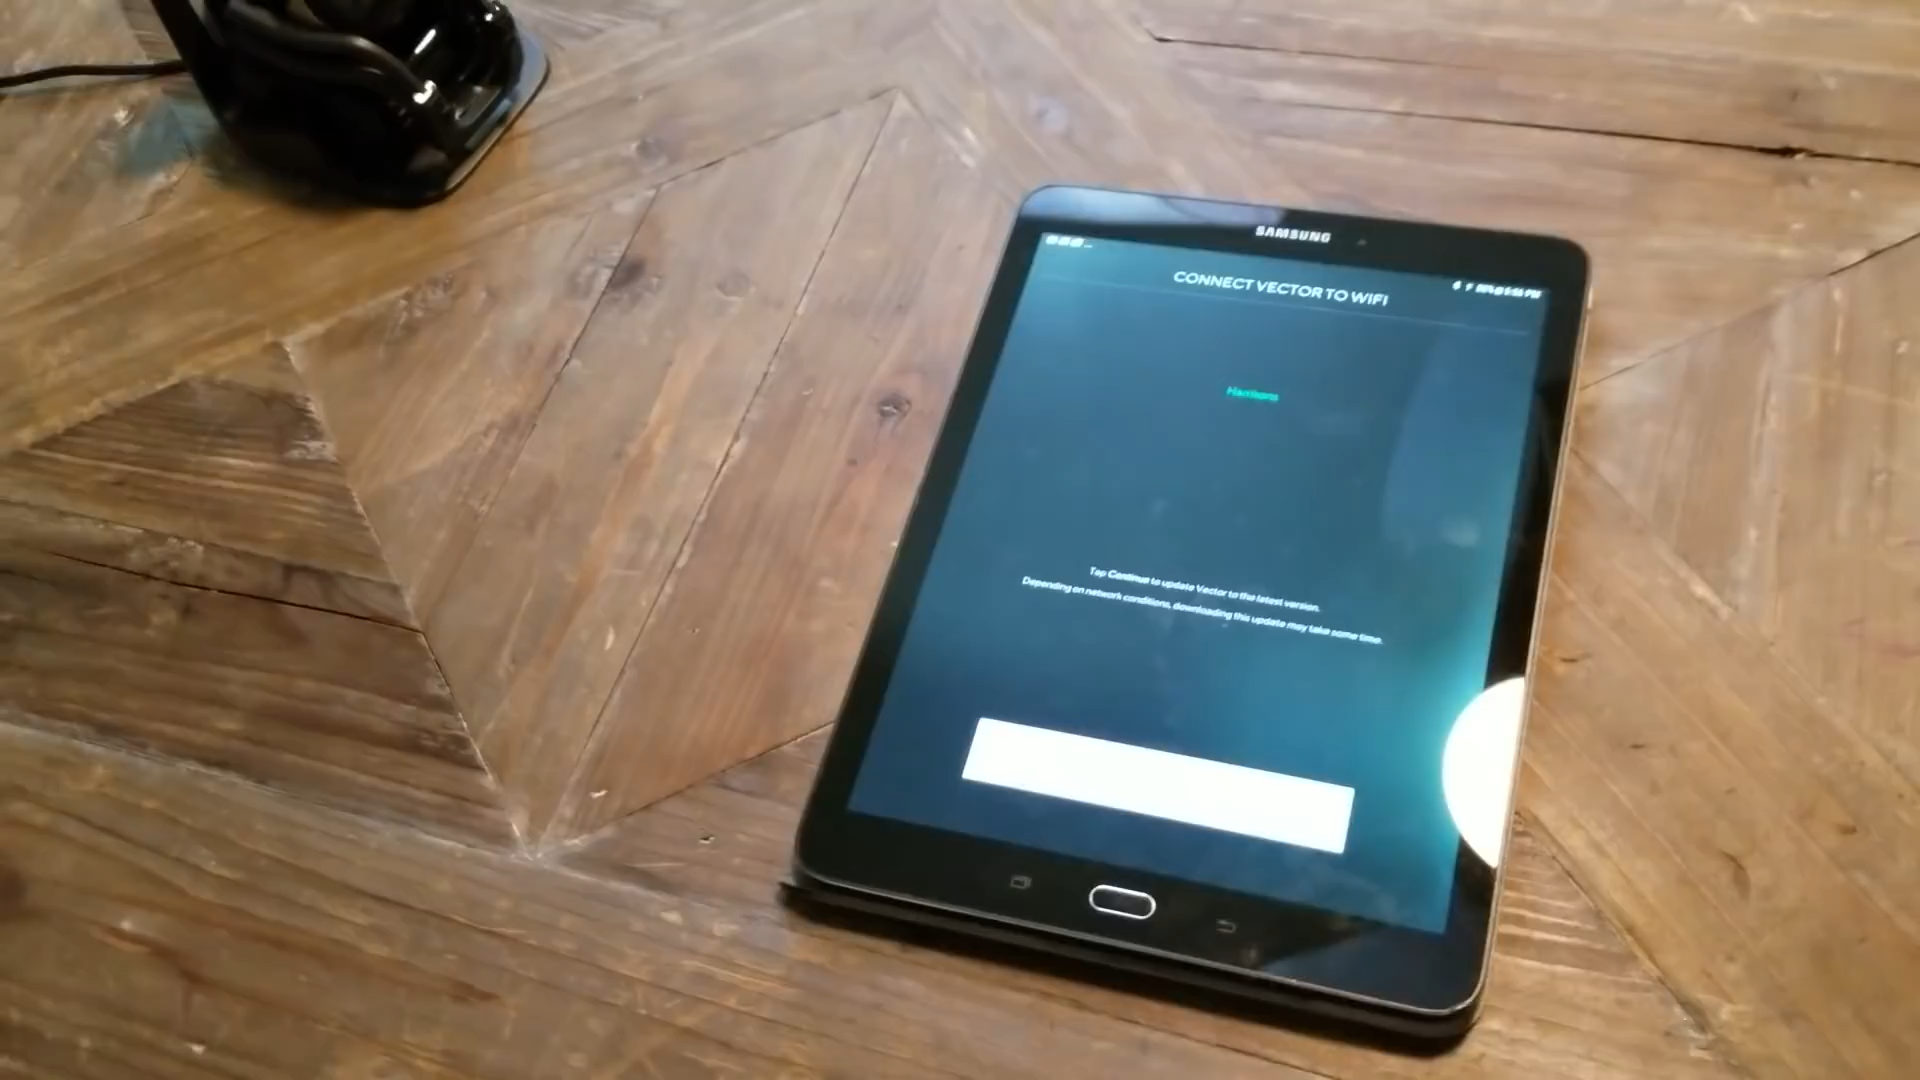 SAMSUNG
CONNECT VECTOR TO WIFI
Harrisons
Tap Continue to update Vector to the latest version.
Depending on network conditions, downloading this update may take some time.